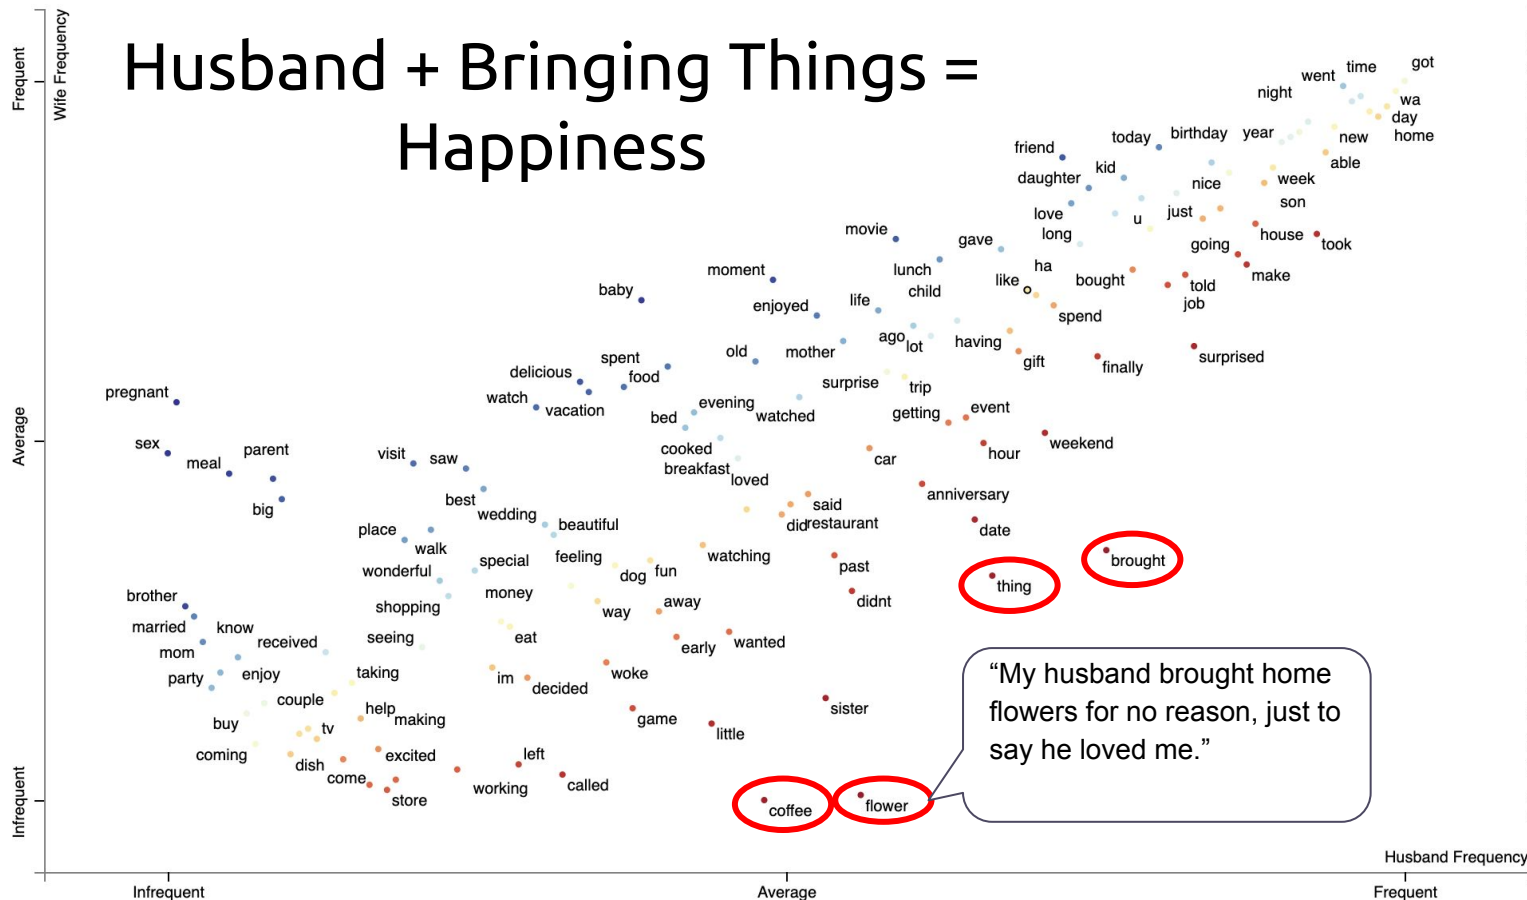 Husband + Bringing Things =
Happiness
Frequent
Wife Frequency
Average
Infrequent
got
time
went
night
wa
day
home
year
new
able
birthday
today
friend
kid
daughter
nice
week
son
love
u
just
long
house
took
going
make
movie
gave
lunch
ha
like
bought
told
job
moment
child
baby
enjoyed
life
spend
ago
lot
having
mother
old
gift
finally
surprised
spent
delicious
food
surprise
trip
pregnant
watch
vacation
evening
bed
watched
getting
event
weekend
hour
sex
meal
parent
visit
saw
cooked
breakfast
loved
car
big
best
anniversary
wedding
beautiful
said
did
restaurant
date
place
walk
watching
brought
special
feeling
dog
fun
past
thing
wonderful
money
shopping
way
away
didnt
brother
married
know
received
seeing
eat
early
wanted
mom
party
enjoy
taking
im
decided
woke
couple
sister
buy
help
making
game
little
coming
tv
dish
excited
left
come
store
working
called
coffee
flower
“My husband brought home
flowers for no reason, just to
say he loved me.”
Husband Frequency
Infrequent
Average
Frequent